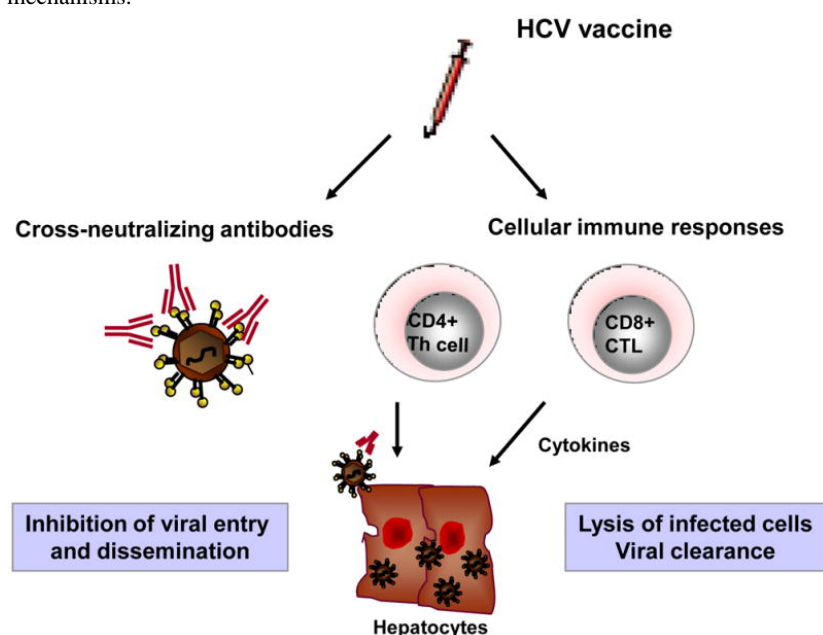 mechanisms.
HCV vaccine
Cross-neutralizing antibodies
Cellular immune responses
CD4+
Th cell
CD8+
CTL
Cytokines
Inhibition of viral entry
and dissemination
Lysis of infected cells
Viral clearance
Hepatocytes